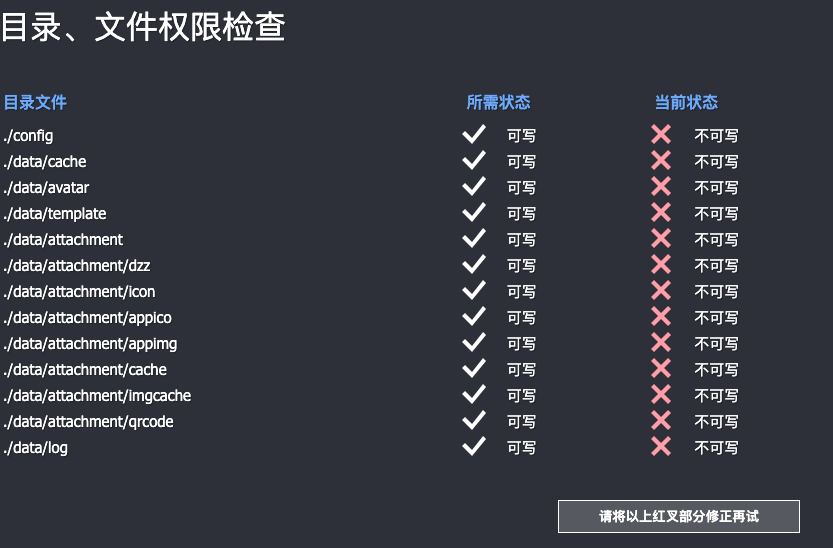 目录、文件权限检查
目录文件 所需状态 当前状态
./config 可写 不可写
./data/cache 可写 不可写
./data/avatar 可写 不可写
./data/template 可写 不可写
./data/attachment 可写 不可写
./data/attachment/dzz 可写 不可写
./data/attachment/icon 可写 不可写
./data/attachment/appico 可写 不可写
./data/attachment/appimg 可写 不可写
./data/attachment/cache 可写 不可写
./data/attachment/imgcache 可写 不可写
./data/attachment/qrcode 可写 不可写
./data/log 可写 不可写
请将以上红叉部分修正再试